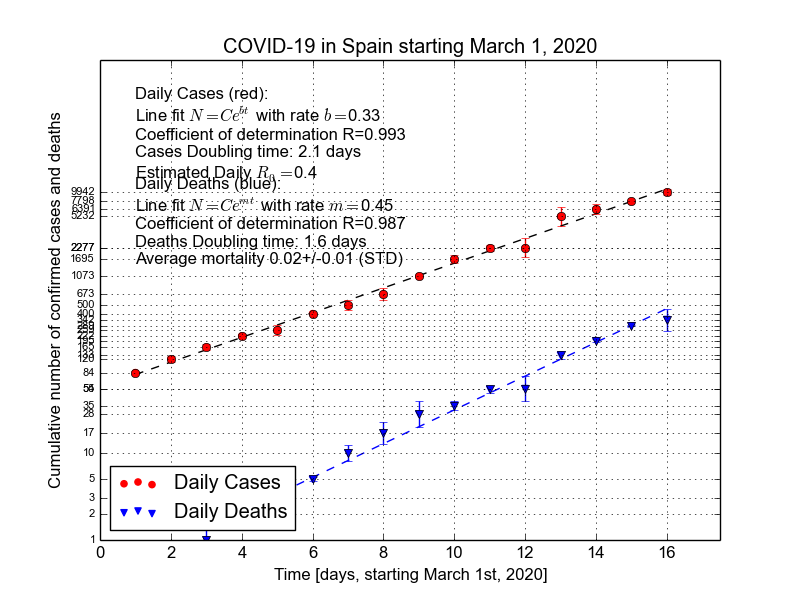 COVID-19 in Spain starting March 1, 2020
Daily Cases (red):
Line fit N=Ce^{bt} with rate b=0.33
Coefficient of determination R=0.993
Cases Doubling time: 2.1 days
Estimated Daily R_0=0.4
Daily Deaths (blue):
Line fit N=Ce^{mt} with rate m=0.45
Coefficient of determination R=0.987
Deaths Doubling time: 1.6 days
Average mortality 0.02+/-0.01 (STD)
Cumulative number of confirmed cases and deaths
9942
7798
6391
5232
2277
1695
1073
673
500
400
165
120
84
35
28
17
10
5
3
2
1
Daily Cases
Daily Deaths
0 2 4 6 8 10 12 14 16
Time [days, starting March 1st, 2020]